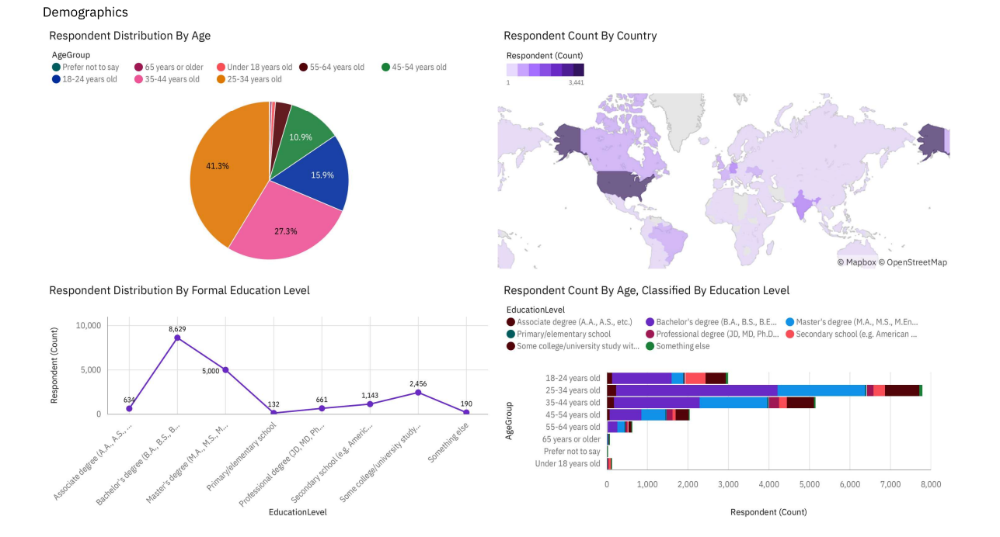 Demographics
Respondent Distribution By Age
AgeGroup
Prefer not to say
65 years or older
Under 18 years old
55-64 years old
45-54 years old
18-24 years old
35-44 years old
25-34 years old
10.9%
41.3%
15.9%
27.3%
Respondent Count By Country
Respondent (Count)
1
3,441
© Mapbox © OpenStreetMap
Respondent Distribution By Formal Education Level
Respondent (Count)
10,000
5,000
0
634
8,629
5,000
132
661
1,143
2,456
190
Associate degree (A.A., A.S., ...
Bachelor's degree (B.A., B.S., B...
Master's degree (M.A., M.S., M...
Primary/elementary school
Professional degree (JD, MD, Ph...
Secondary school (e.g. Americ...
Some college/university study...
Something else
EducationLevel
Respondent Count By Age, Classified By Education Level
EducationLevel
Associate degree (A.A., A.S., etc.)
Bachelor's degree (B.A., B.S., B.E...
Master's degree (M.A., M.S., M.En...
Primary/elementary school
Professional degree (JD, MD, Ph.D...
Secondary school (e.g. American ...
Some college/university study wit...
Something else
AgeGroup
18-24 years old
25-34 years old
35-44 years old
45-54 years old
55-64 years old
65 years or older
Prefer not to say
Under 18 years old
0
1,000
2,000
3,000
4,000
5,000
6,000
7,000
8,000
Respondent (Count)